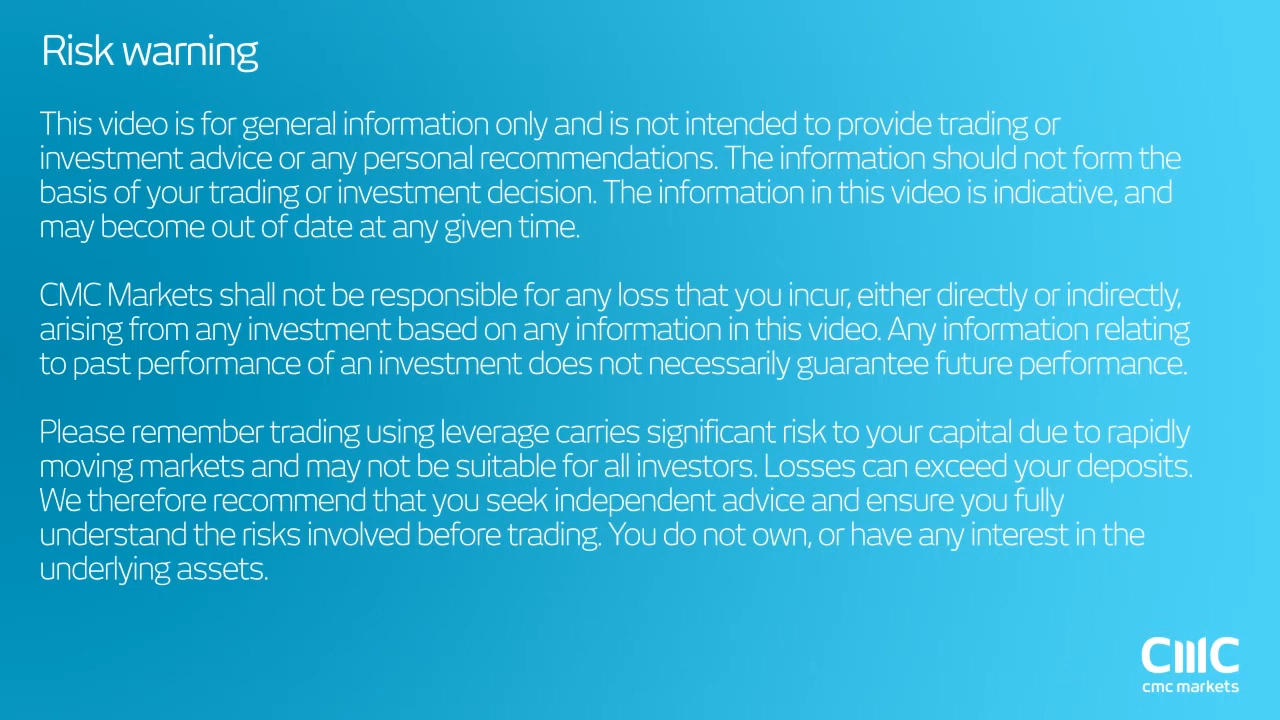 Risk warning
This video is for general information only and is not intended to provide trading or
investment advice or any personal recommendations. The information should not form the
basis of your trading or investment decision. The information in this video is indicative, and
may become out of date at any given time.
CMC Markets shall not be responsible for any loss that you incur, either directly or indirectly,
arising from any investment based on any information in this video. Any information relating
to past performance of an investment does not necessarily guarantee future performance.
Please remember trading using leverage carries significant risk to your capital due to rapidly
moving markets and may not be suitable for all investors. Losses can exceed your deposits.
We therefore recommend that you seek independent advice and ensure you fully
understand the risks involved before trading. You do not own, or have any interest in the
underlying assets.
CMC
cmc markets